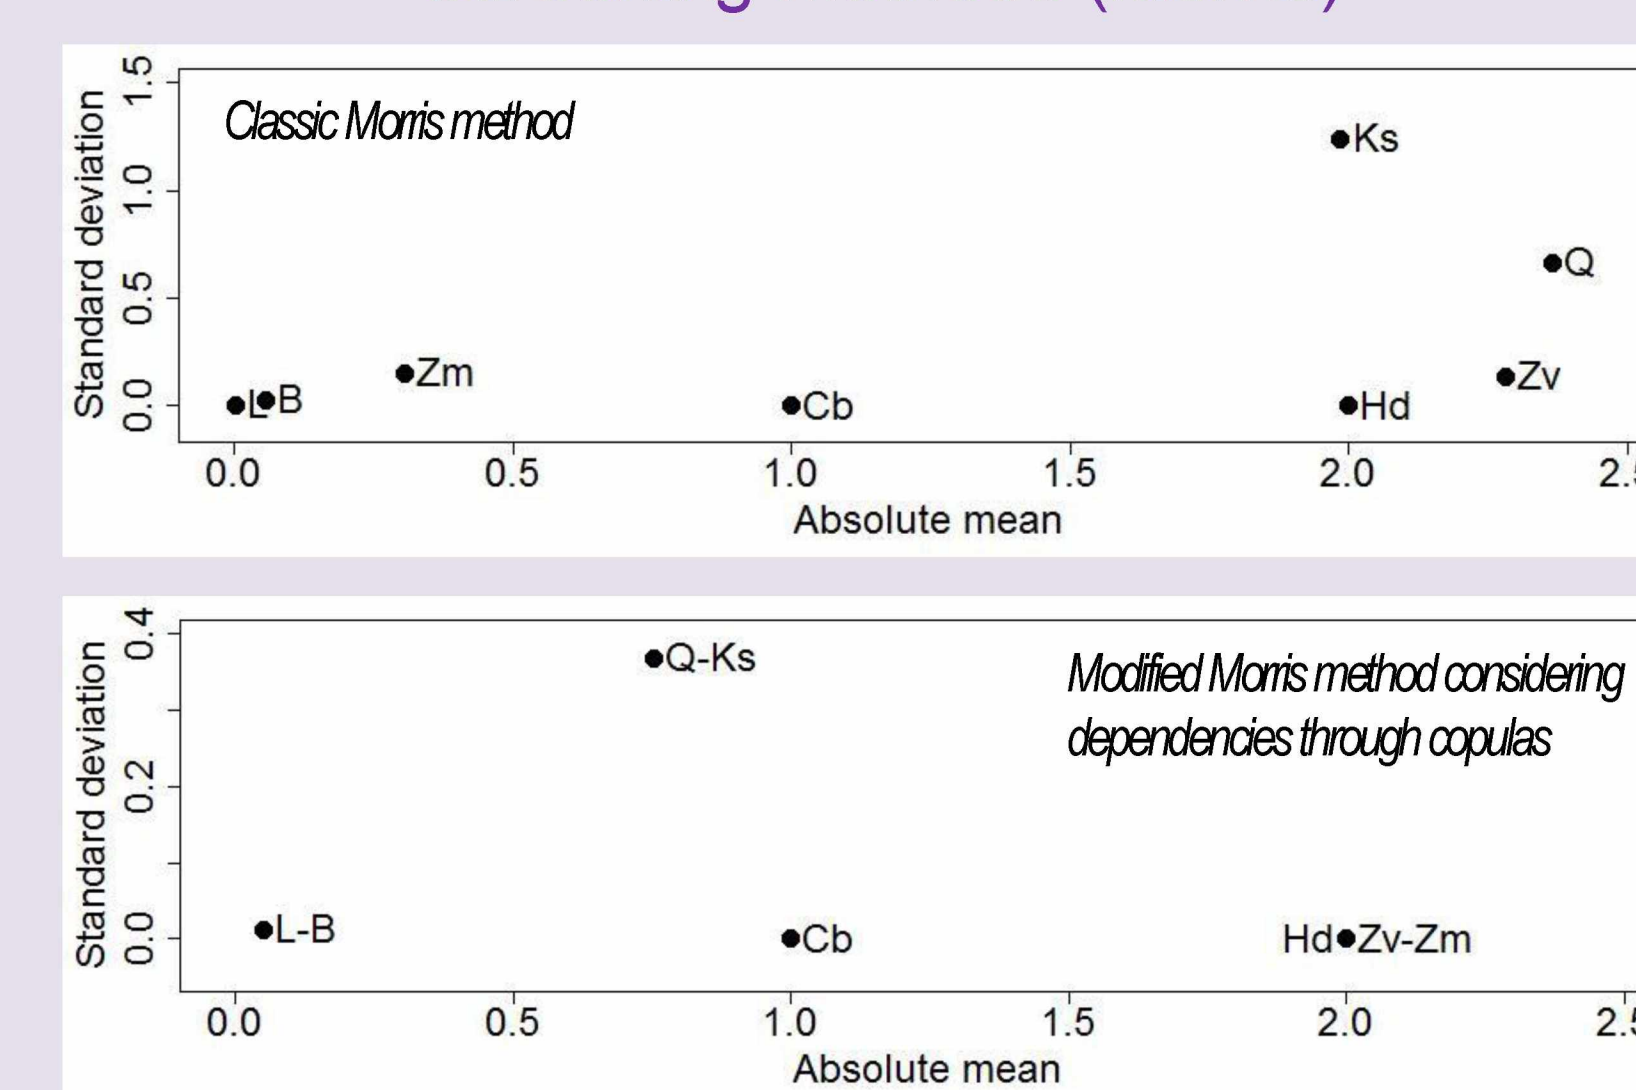 1.5
Classic Morris method
Ks
1.0
Standard deviation
Q
0.5
Zm
Zv
L
B
Cb
Hd
0.0
0.0 0.5 1.0 1.5 2.0
Absolute mean
0.4
Q-Ks
Modified Morris method considering
dependencies through copulas
Standard deviation
0.2
L-B
Cb
Hd Zv-Zm
0.0
0.0 0.5 1.0 1.5 2.0
Absolute mean